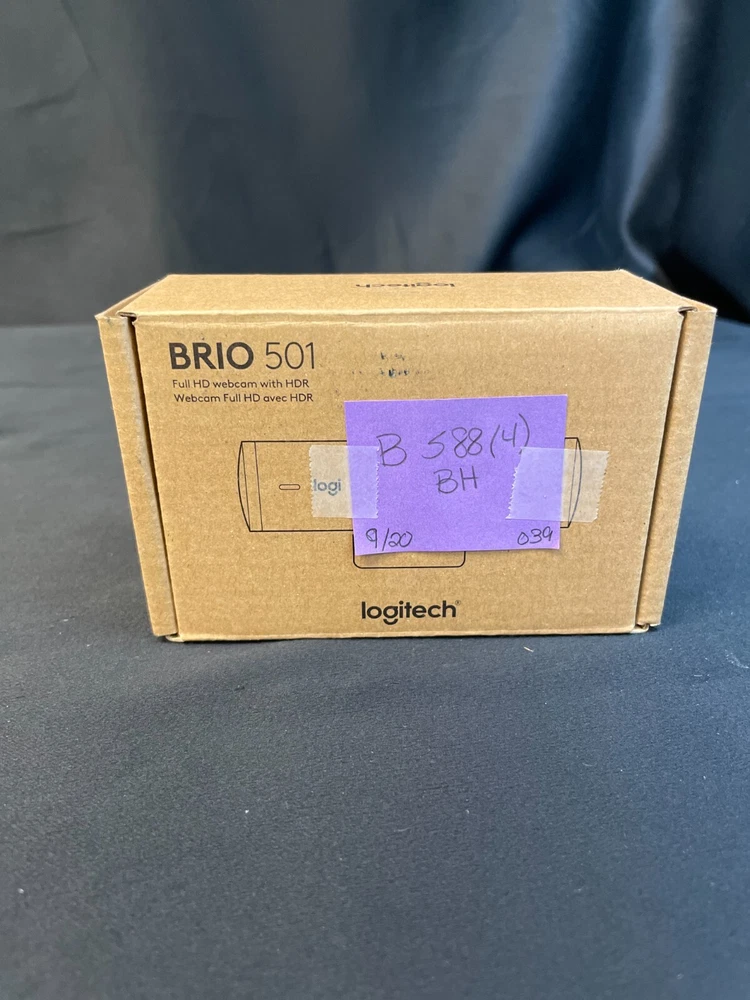 logitech
BRIO 501
Full HD webcam with HDR
Webcam Full HD avec HDR
logi
B 588(4)
BH
9/20 039
logitech